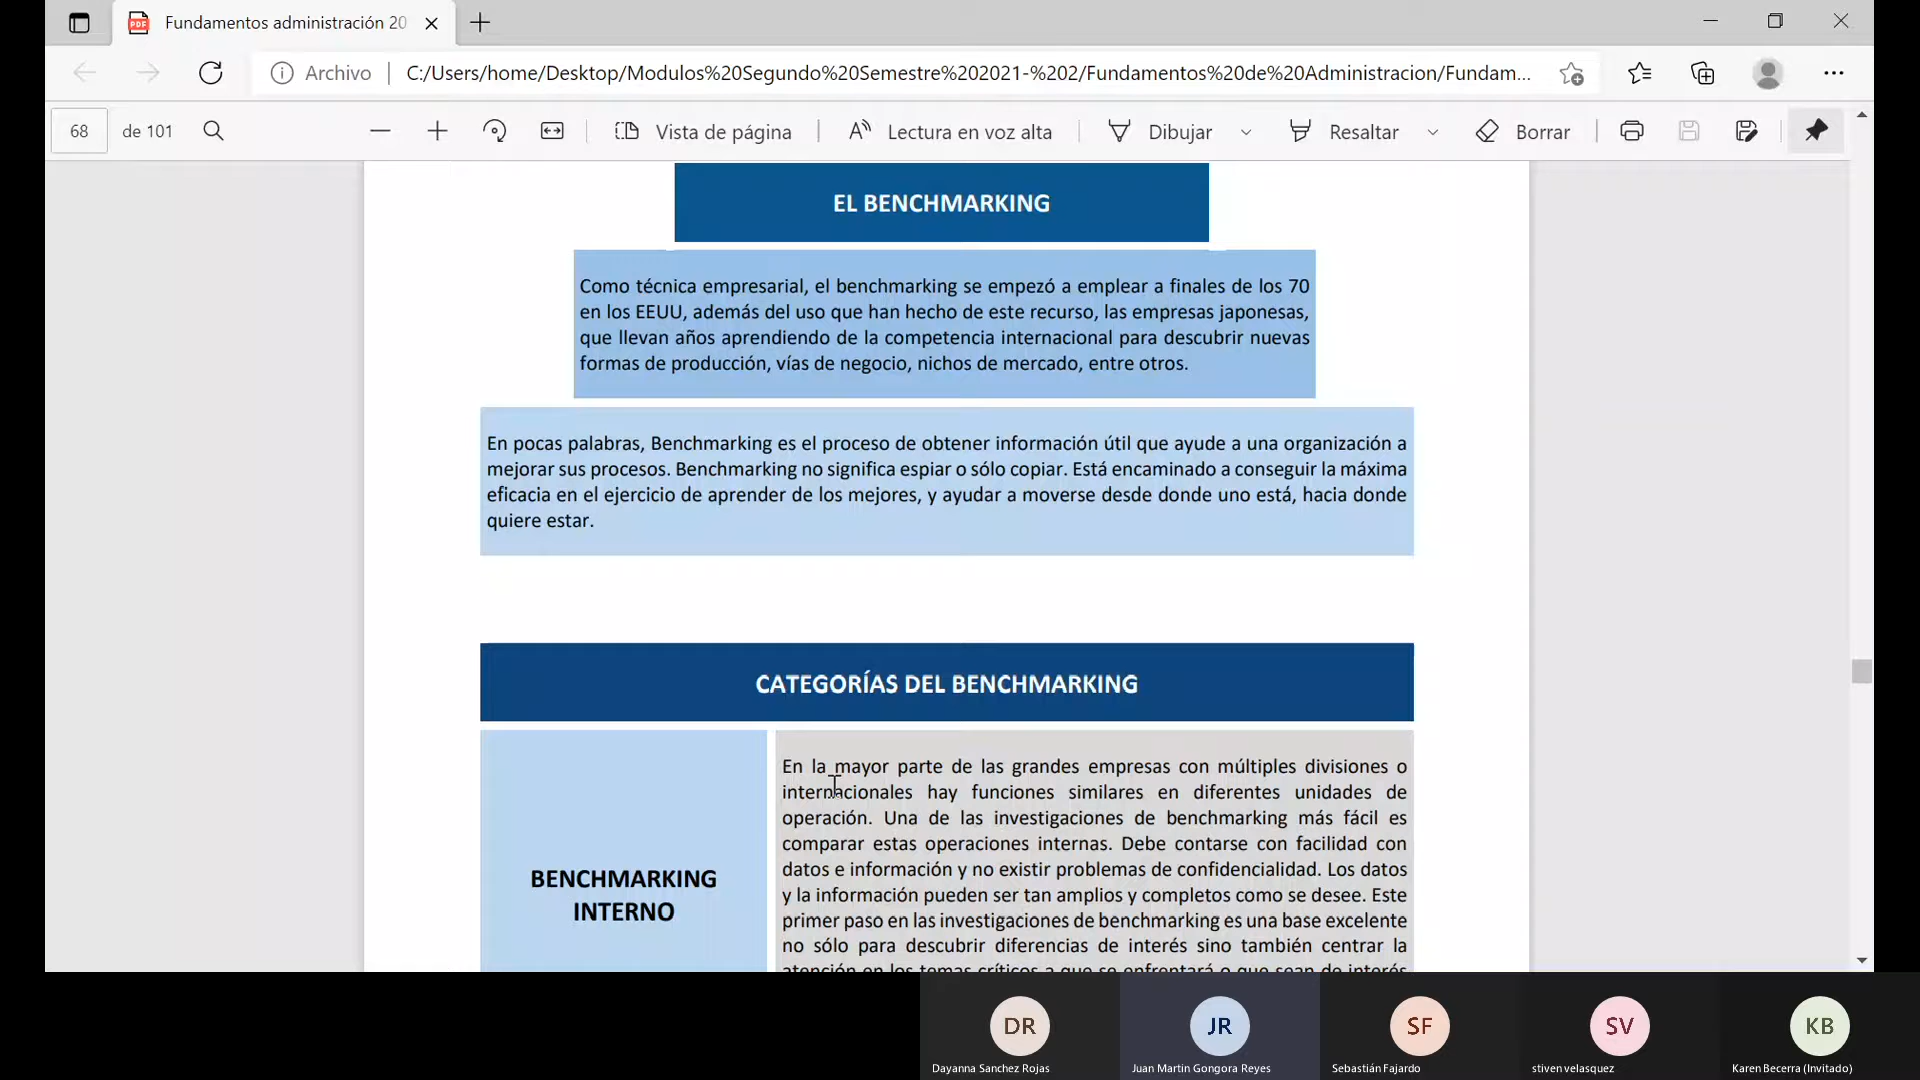 Fundamentos administración 20
Archivo
C:/Users/home/Desktop/Modulos%20Segundo%20Semestre%202021-%202/Fundamentos%20de%20Administracion/Fundam...
68 de 101
Vista de página
Lectura en voz alta
Dibujar
Resaltar
Borrar
EL BENCHMARKING
Como técnica empresarial, el benchmarking se empezó a emplear a finales de los 70
en los EEUU, además del uso que han hecho de este recurso, las empresas japonesas,
que llevan años aprendiendo de la competencia internacional para descubrir nuevas
formas de producción, vías de negocio, nichos de mercado, entre otros.
En pocas palabras, Benchmarking es el proceso de obtener información útil que ayude a una organización a
mejorar sus procesos. Benchmarking no significa espiar o sólo copiar. Está encaminado a conseguir la máxima
eficacia en el ejercicio de aprender de los mejores, y ayudar a moverse desde donde uno está, hacia donde
quiere estar.
CATEGORÍAS DEL BENCHMARKING
BENCHMARKING
INTERNO
En la mayor parte de las grandes empresas con múltiples divisiones o
internacionales hay funciones similares en diferentes unidades de
operación. Una de las investigaciones de benchmarking más fácil es
comparar estas operaciones internas. Debe contarse con facilidad con
datos e información y no existir problemas de confidencialidad. Los datos
y la información pueden ser tan amplios y completos como se desee. Este
primer paso en las investigaciones de benchmarking es una base excelente
no sólo para descubrir diferencias de interés sino también centrar la
atención en los temas críticos a que se enfrentará o que sean de interés
DR
JR
SF
SV
KB
Dayanna Sanchez Rojas
Juan Martin Gongora Reyes
Sebastián Fajardo
stiven velasquez
Karen Becerra (Invitado)